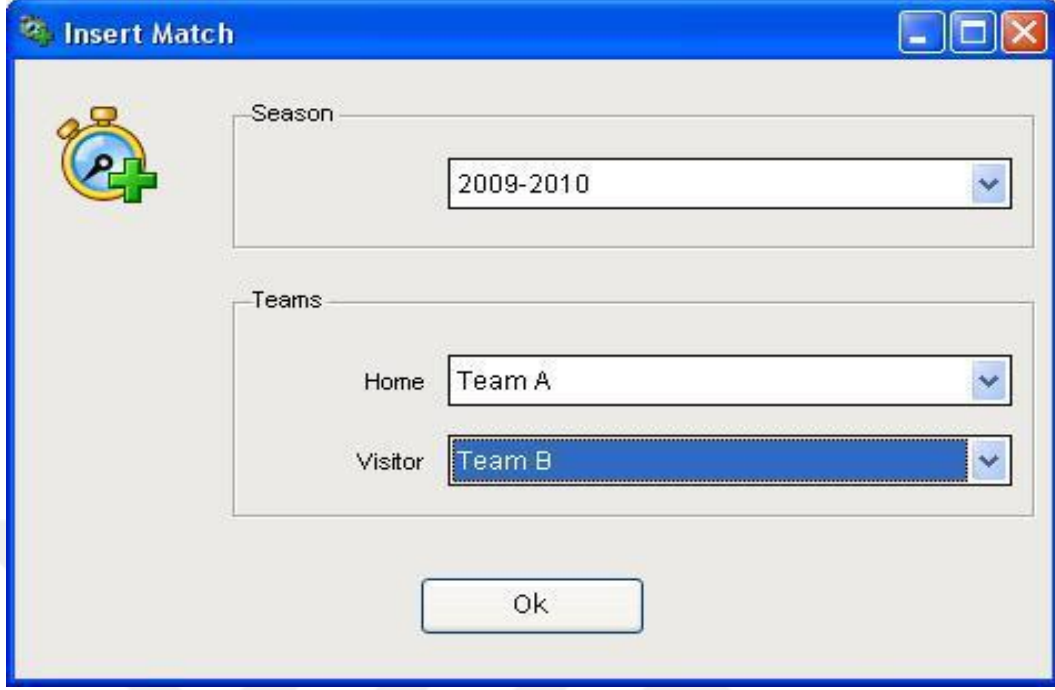 Insert Match
Season
2009-2010
Teams
Home Team A
Visitor Team B
Ok